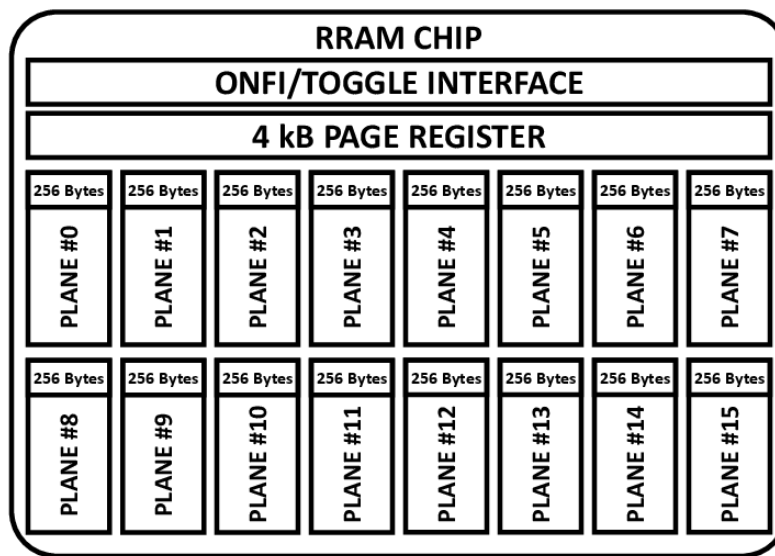 RRAM CHIP
ONFI/TOGGLE INTERFACE
4 kB PAGE REGISTER
256 Bytes 256 Bytes 256 Bytes 256 Bytes 256 Bytes 256 Bytes 256 Bytes 256 Bytes
PLANE #0 PLANE #1 PLANE #2 PLANE #3 PLANE #4 PLANE #5 PLANE #6 PLANE #7
256 Bytes 256 Bytes 256 Bytes 256 Bytes 256 Bytes 256 Bytes 256 Bytes 256 Bytes
PLANE #8 PLANE #9 PLANE #10 PLANE #11 PLANE #12 PLANE #13 PLANE #14 PLANE #15